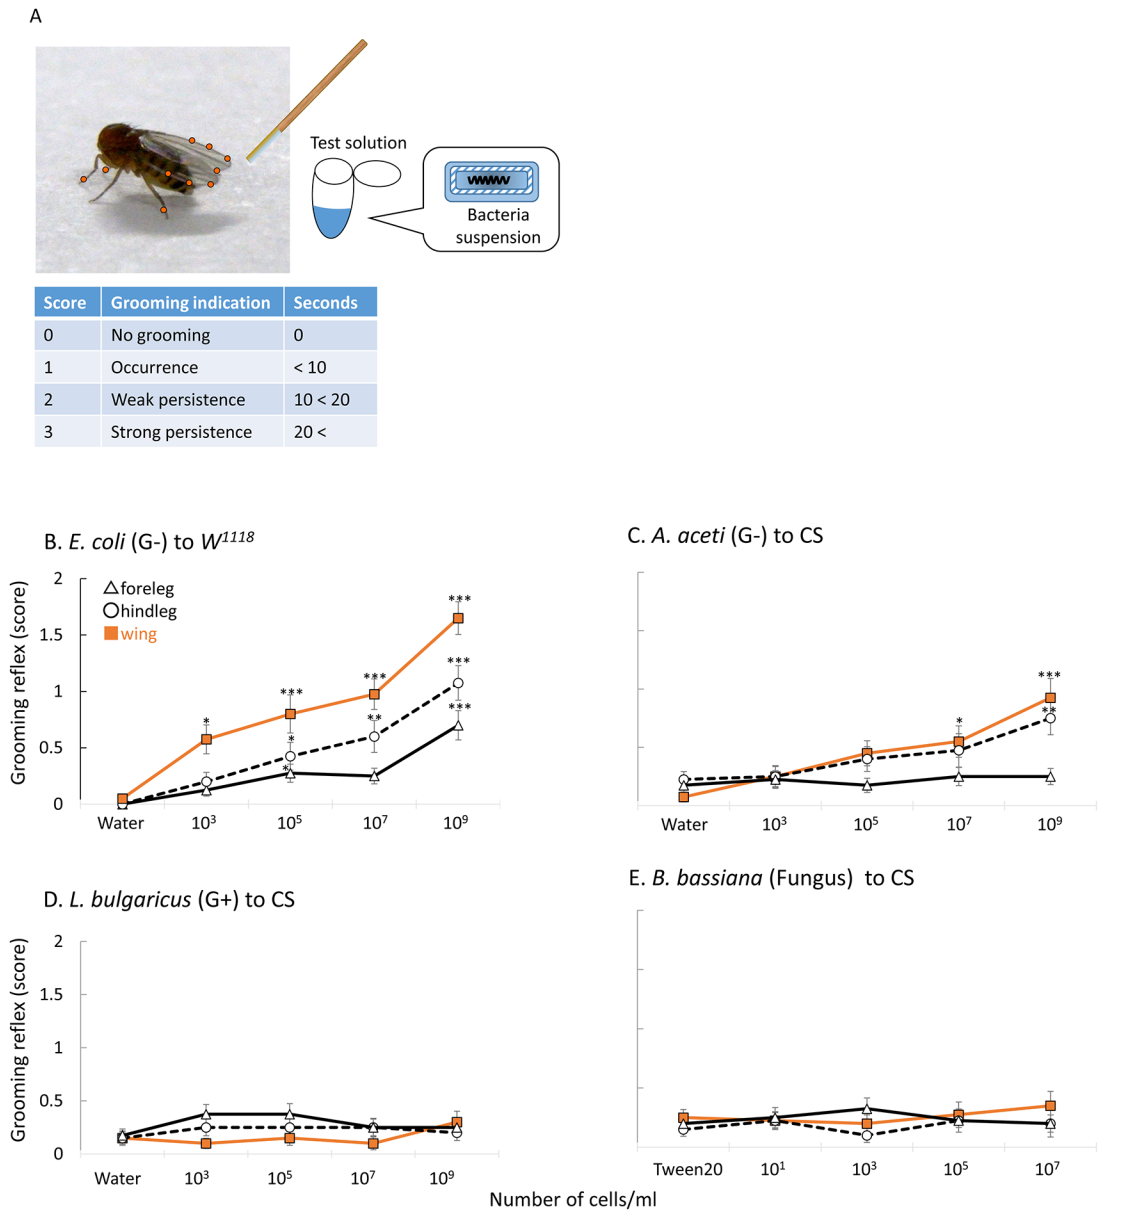 A
Test solution
Bacteria
suspension
Score Grooming indication Seconds
0 No grooming 0
1 Occurrence < 10
2 Weak persistence 10 < 20
3 Strong persistence 20 <
B. E. coli (G-) to W¹¹¹⁸
Grooming reflex (score)
2
1.5
1
0.5
0
foreleg
hindleg
wing
*
***
***
***
*
**
***
*
***
Water 10³ 10⁵ 10⁷ 10⁹
C. A. aceti (G-) to CS
*
***
**
Water 10³ 10⁵ 10⁷ 10⁹
D. L. bulgaricus (G+) to CS
Grooming reflex (score)
2
1.5
1
0.5
0
Water 10³ 10⁵ 10⁷ 10⁹
E. B. bassiana (Fungus) to CS
Tween20 10¹ 10³ 10⁵ 10⁷
Number of cells/ml